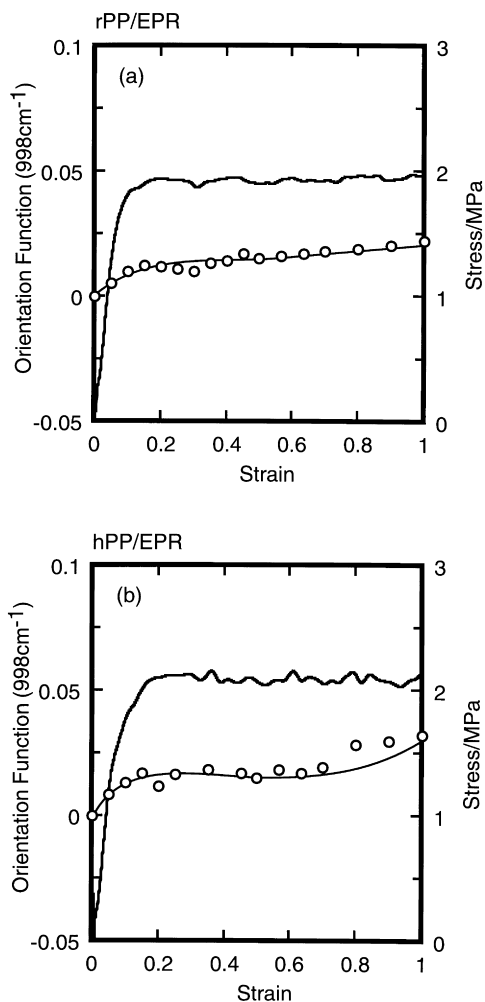 rPP/EPR
(a)
0.1
0.05
0
-0.05
Orientation Function (998cm-1)
3
2
1
0
Stress/MPa
0 0.2 0.4 0.6 0.8 1
Strain
hPP/EPR
(b)
0.1
0.05
0
-0.05
Orientation Function (998cm-1)
3
2
1
0
Stress/MPa
0 0.2 0.4 0.6 0.8 1
Strain